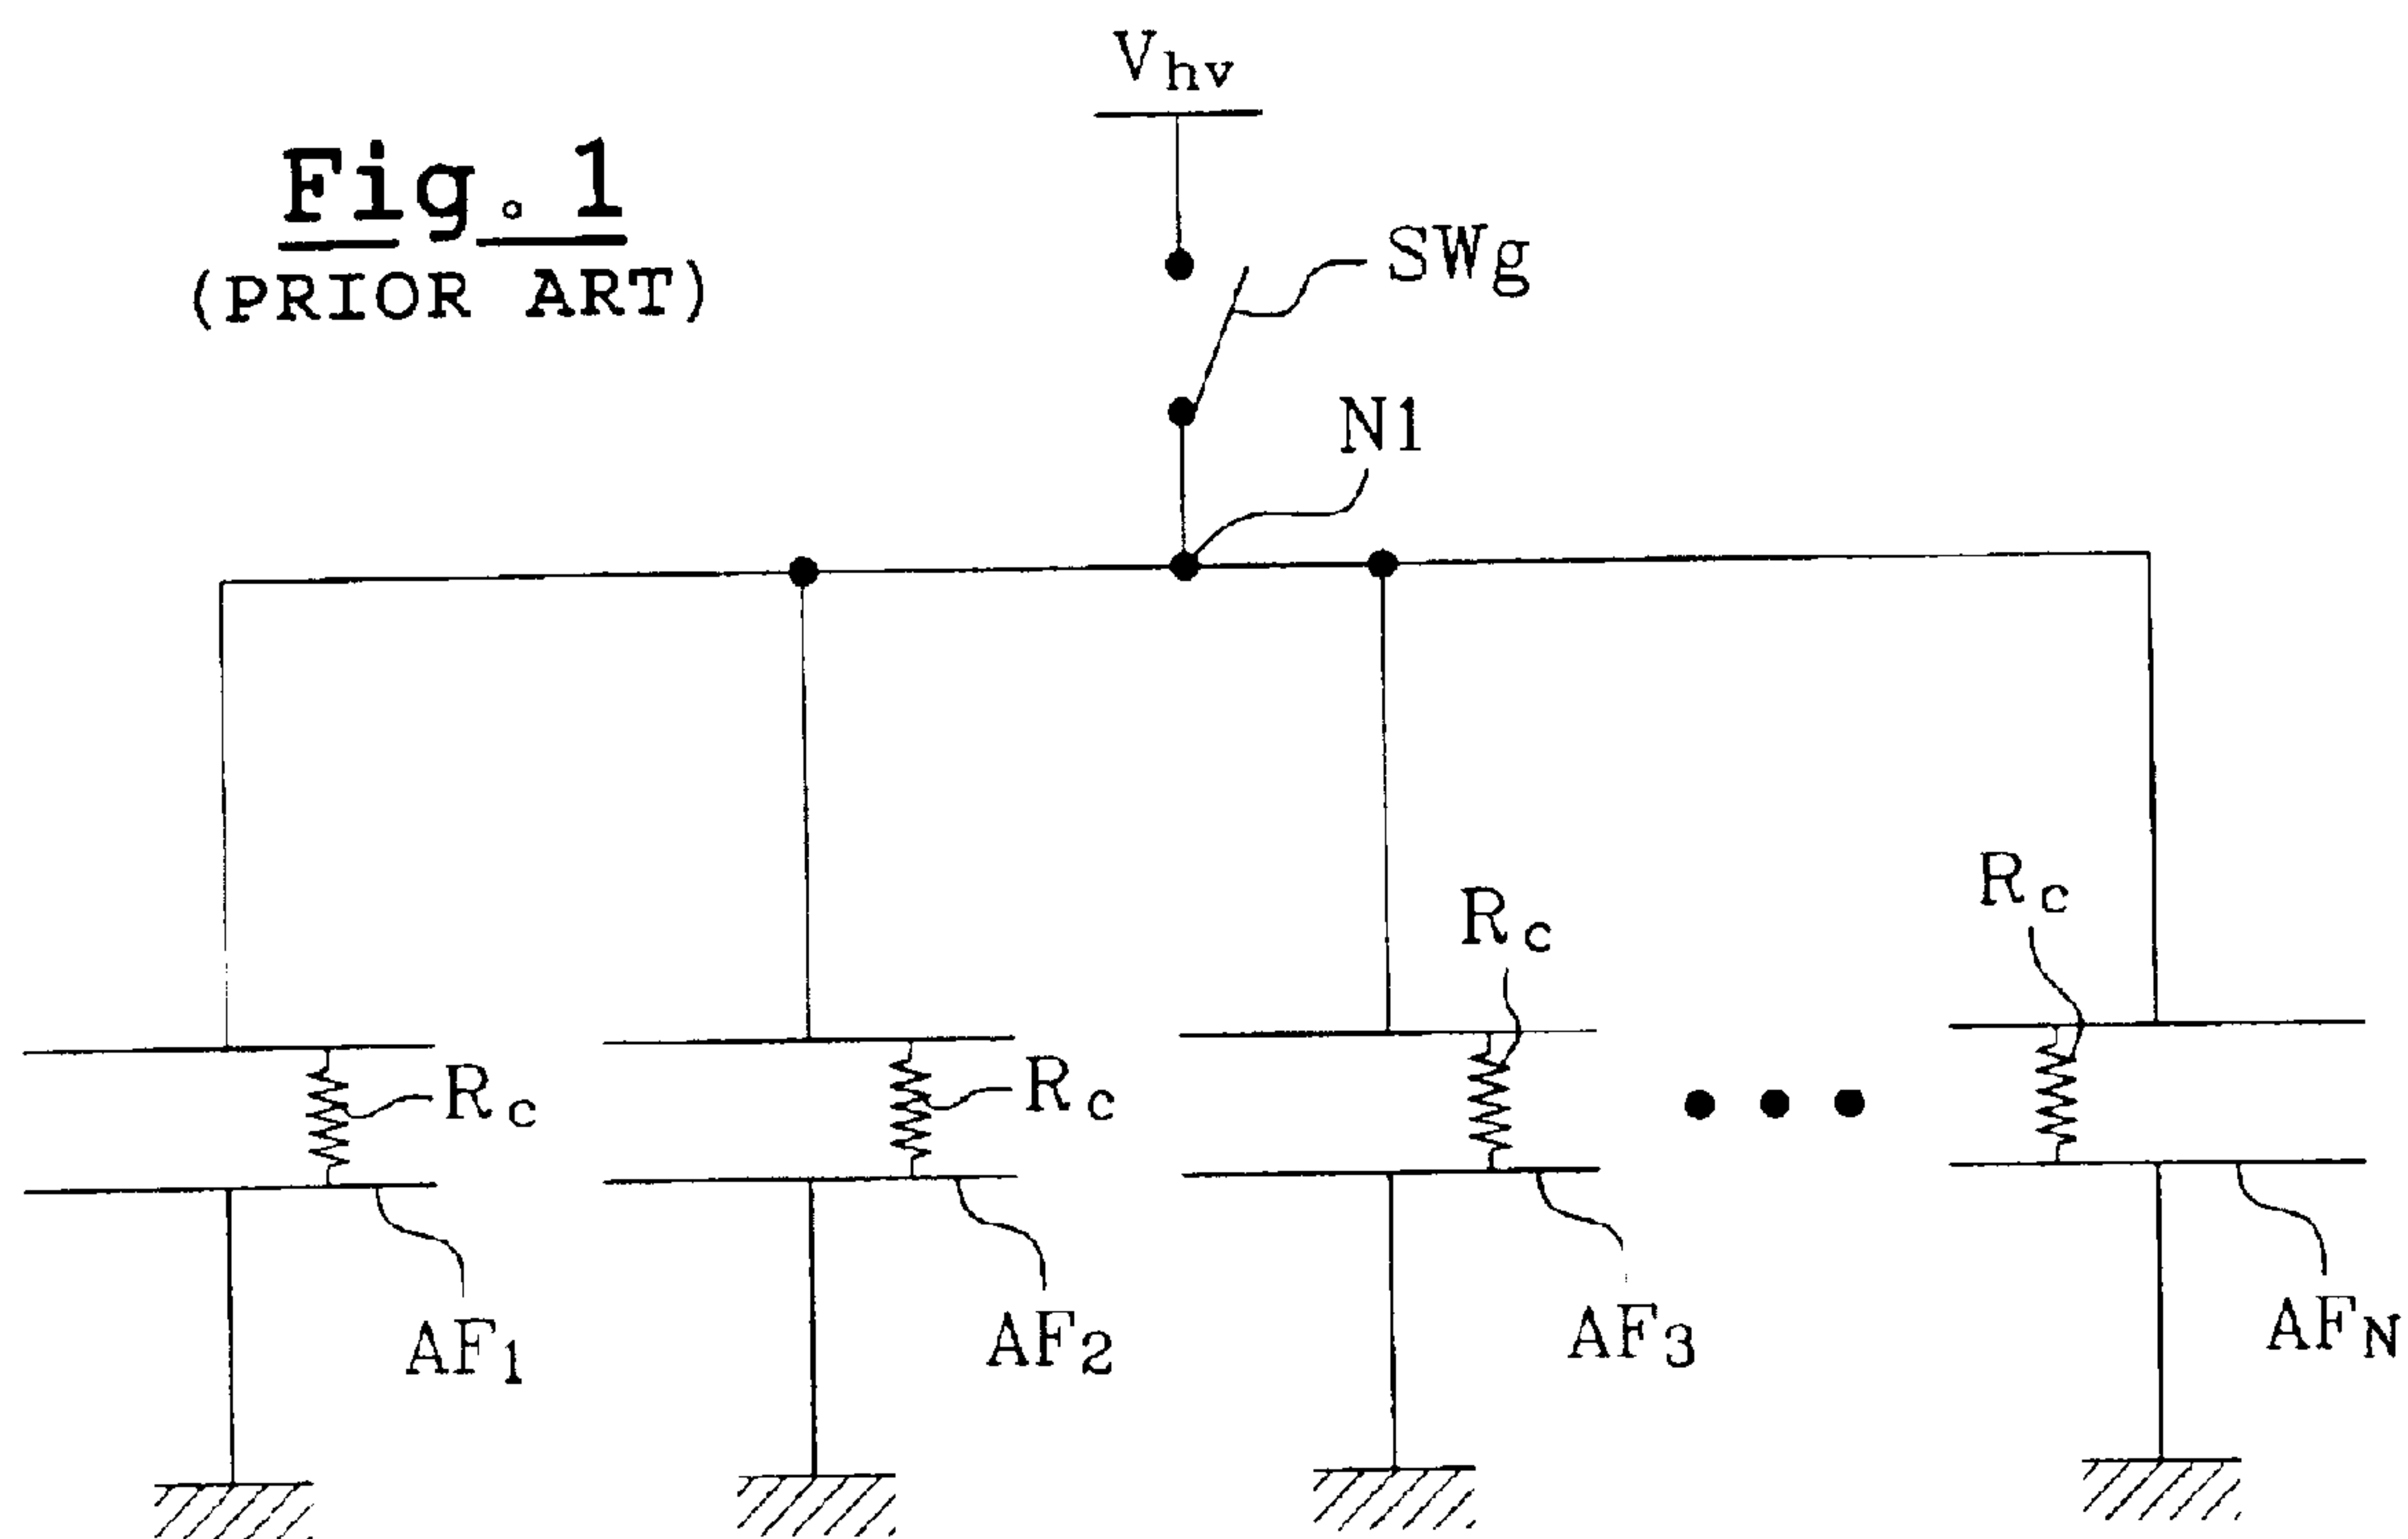 Vhv
Fig. 1
(PRIOR ART)
SWg
N1
Rc
Rc
Rc
Rc
AF1
AF2
AF3
AFN